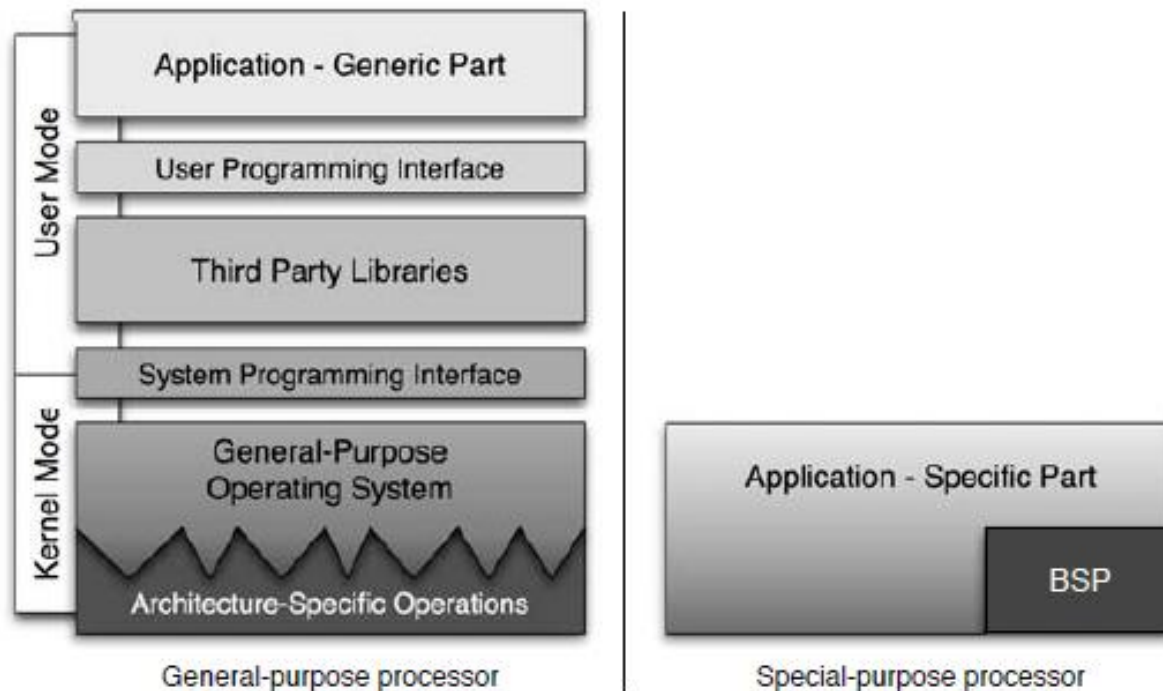 User Mode
Kernel Mode
Application - Generic Part
User Programming Interface
Third Party Libraries
System Programming Interface
General-Purpose
Operating System
Architecture-Specific Operations
General-purpose processor
Application - Specific Part
BSP
Special-purpose processor